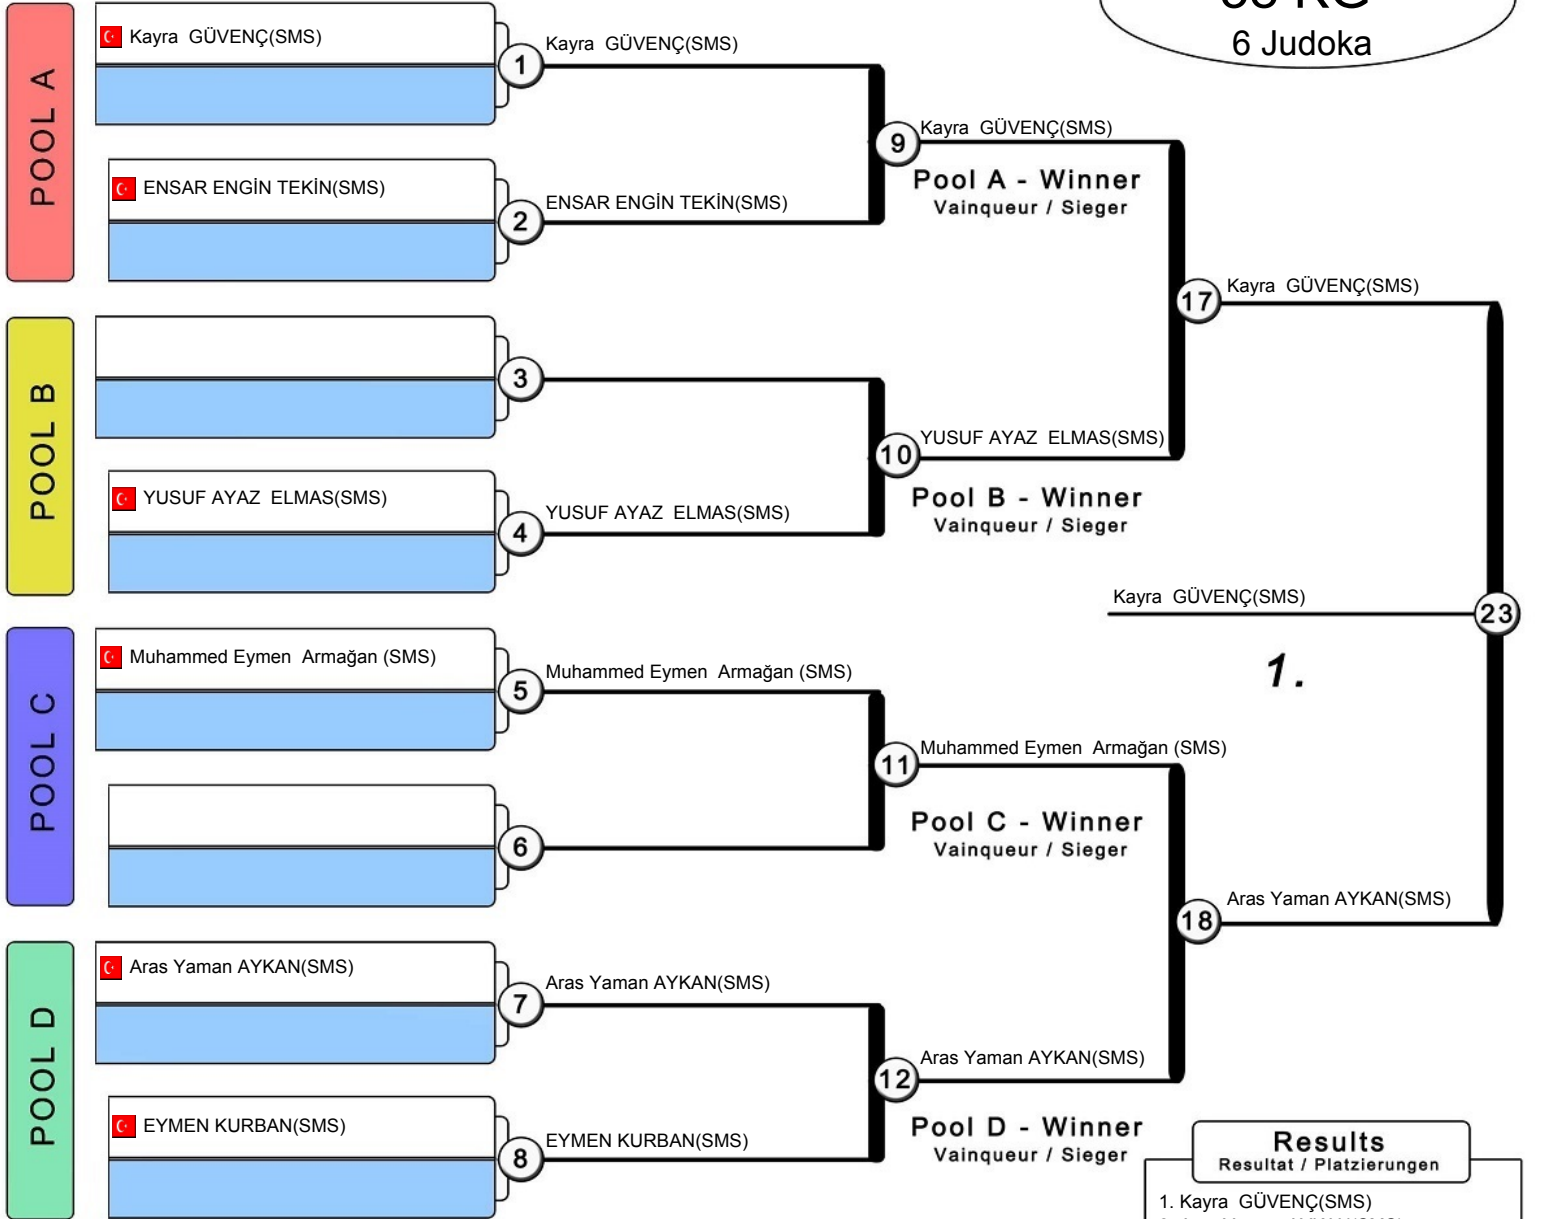 6 Judoka
POOL A
Kayra GÜVENÇ(SMS)
1
Kayra GÜVENÇ(SMS)
ENSAR ENGİN TEKİN(SMS)
2
ENSAR ENGİN TEKİN(SMS)
9
Kayra GÜVENÇ(SMS)
Pool A - Winner
Vainqueur / Sieger
POOL B
3
YUSUF AYAZ ELMAS(SMS)
4
YUSUF AYAZ ELMAS(SMS)
10
YUSUF AYAZ ELMAS(SMS)
Pool B - Winner
Vainqueur / Sieger
17
Kayra GÜVENÇ(SMS)
Kayra GÜVENÇ(SMS)
23
1.
POOL C
Muhammed Eymen Armağan (SMS)
5
Muhammed Eymen Armağan (SMS)
6
11
Muhammed Eymen Armağan (SMS)
Pool C - Winner
Vainqueur / Sieger
18
Aras Yaman AYKAN(SMS)
POOL D
Aras Yaman AYKAN(SMS)
7
Aras Yaman AYKAN(SMS)
EYMEN KURBAN(SMS)
8
EYMEN KURBAN(SMS)
12
Aras Yaman AYKAN(SMS)
Pool D - Winner
Vainqueur / Sieger
Results
Resultat / Platzierungen
1. Kayra GÜVENÇ(SMS)